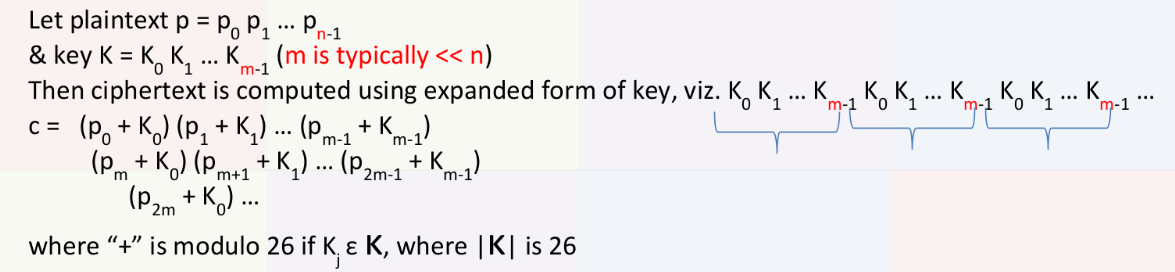 Let plaintext p = p₀ p₁ ... pₙ₋₁
& key K = K₀ K₁ ... Kₘ₋₁ (m is typically << n)
Then ciphertext is computed using expanded form of key, viz. K₀ K₁ ... Kₘ₋₁ K₀ K₁ ... Kₘ₋₁ K₀ K₁ ... Kₘ₋₁ ...
c = (p₀ + K₀) (p₁ + K₁) ... (pₘ₋₁ + Kₘ₋₁)
(pₘ + K₀) (pₘ₊₁ + K₁) ... (p₂ₘ₋₁ + Kₘ₋₁)
(p₂ₘ + K₀) ...
where “+” is modulo 26 if Kⱼ ε K, where |K| is 26